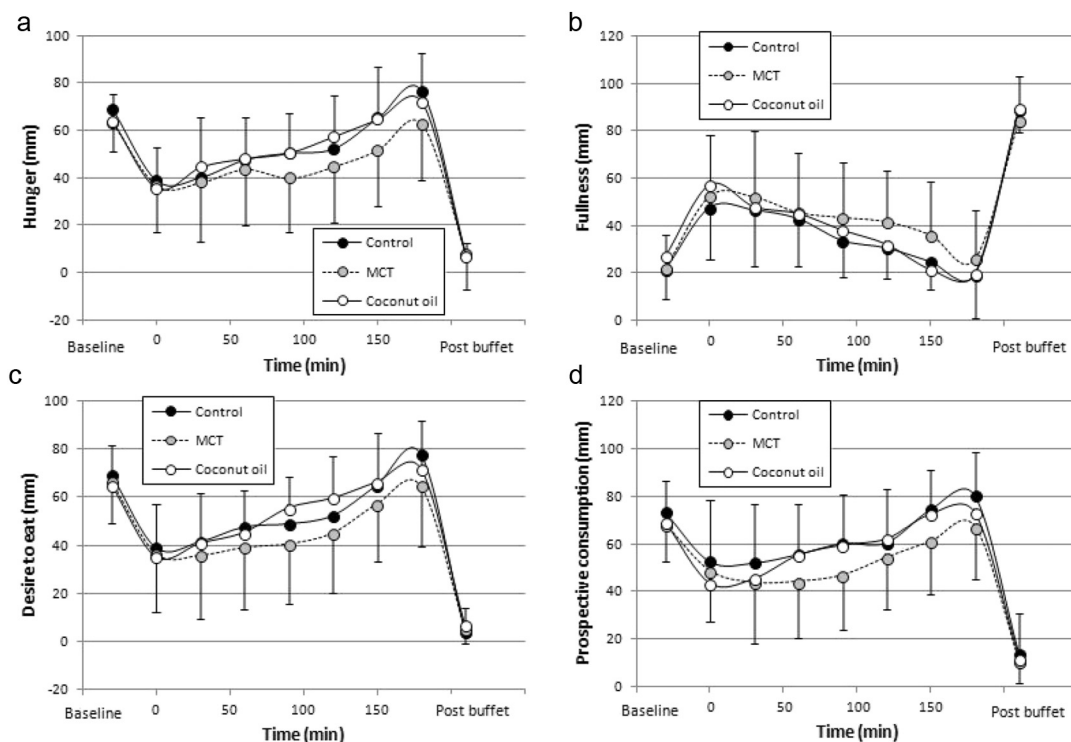 a
Hunger (mm)
100
80
60
40
20
0
-20
Control
MCT
Coconut oil
0
50
100
150
Baseline
Time (min)
Post buffet
b
Fullness (mm)
120
100
80
60
40
20
0
Control
MCT
Coconut oil
0
50
100
150
Baseline
Time (min)
Post buffet
c
Desire to eat (mm)
100
80
60
40
20
0
-20
Control
MCT
Coconut oil
0
50
100
150
Baseline
Time (min)
Post buffet
d
Prospective consumption (mm)
120
100
80
60
40
20
0
Control
MCT
Coconut oil
0
50
100
150
Baseline
Time (min)
Post buffet